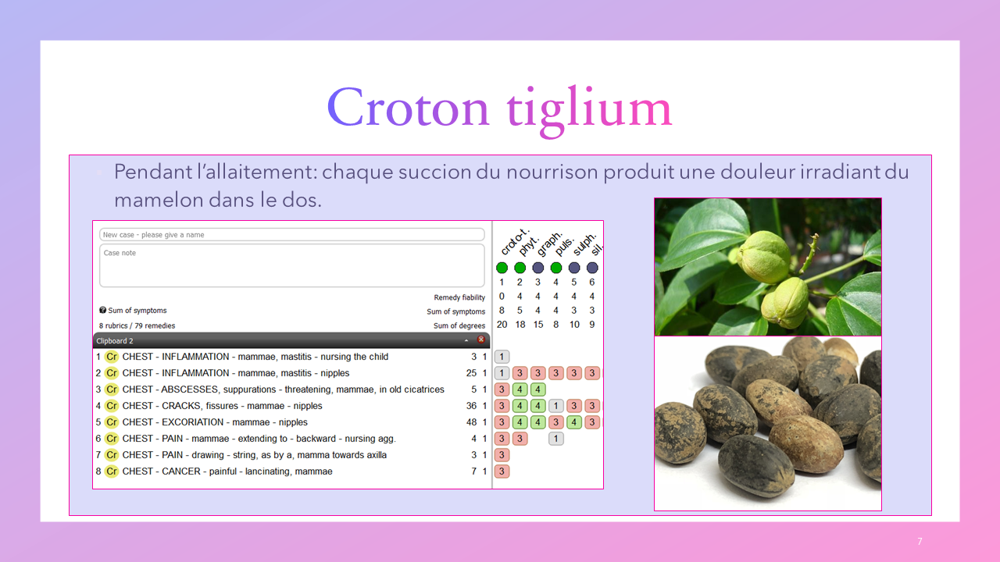 Croton tiglium
Pendant l’allaitement: chaque succion du nourrison produit une douleur irradiant du
mamelon dans le dos.
New case - please give a name
Case note
Remedy fiability
? Sum of symptoms
Sum of symptoms
8 rubrics / 79 remedies
Sum of degrees
croto-t. phyt. graph. puls. sulph. sil.
1 2 3 4 5 6
0 4 4 4 4 4
8 5 4 4 3 3
20 18 15 8 10 9
Clipboard 2
1 Cr CHEST - INFLAMMATION - mammae, mastitis - nursing the child 3 1 1
2 Cr CHEST - INFLAMMATION - mammae, mastitis - nipples 25 1 1 3 3 3 3 3
3 Cr CHEST - ABSCESSES, suppurations - threatening, mammae, in old cicatrices 5 1 3 4 4
4 Cr CHEST - CRACKS, fissures - mammae - nipples 36 1 3 4 4 1 3 3
5 Cr CHEST - EXCORIATION - mammae - nipples 48 1 3 4 4 3 4 3
6 Cr CHEST - PAIN - mammae - extending to - backward - nursing agg. 4 1 3 3 1
7 Cr CHEST - PAIN - drawing - string, as by a, mamma towards axilla 3 1 3
8 Cr CHEST - CANCER - painful - lancinating, mammae 7 1 3
7